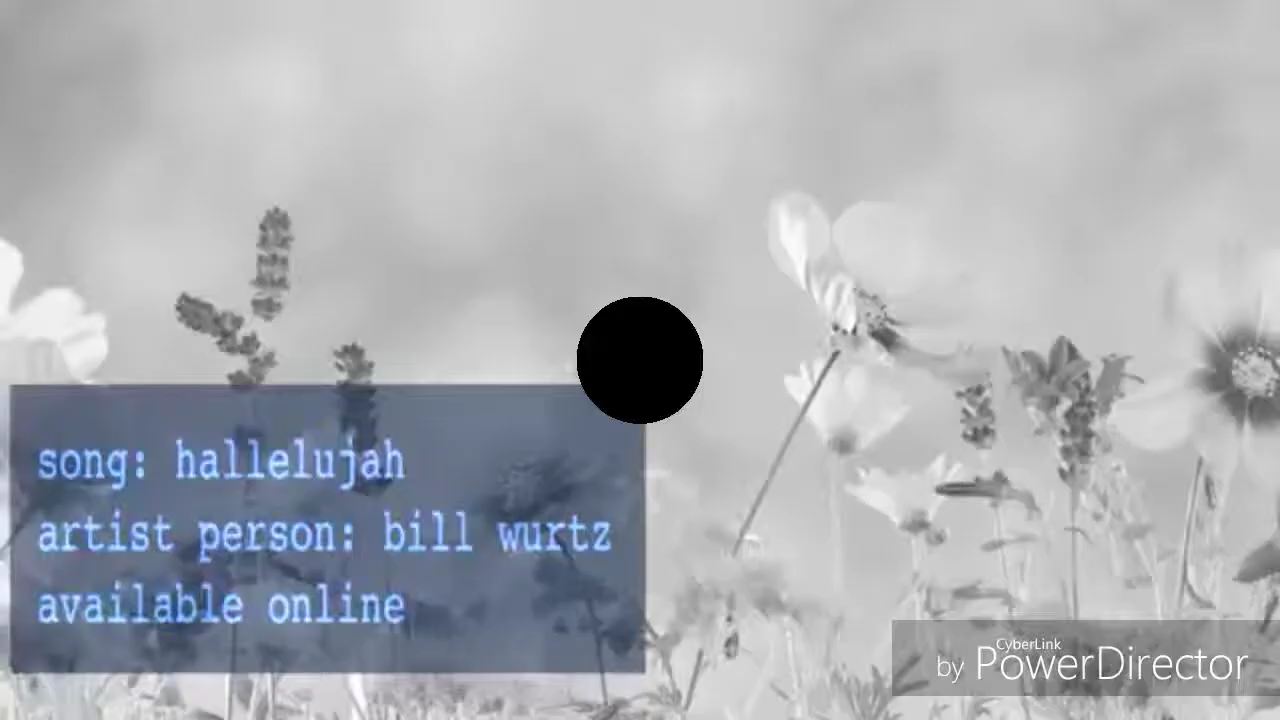 song: hallelujah
artist person: bill wurtz
available online
CyberLink
by PowerDirector